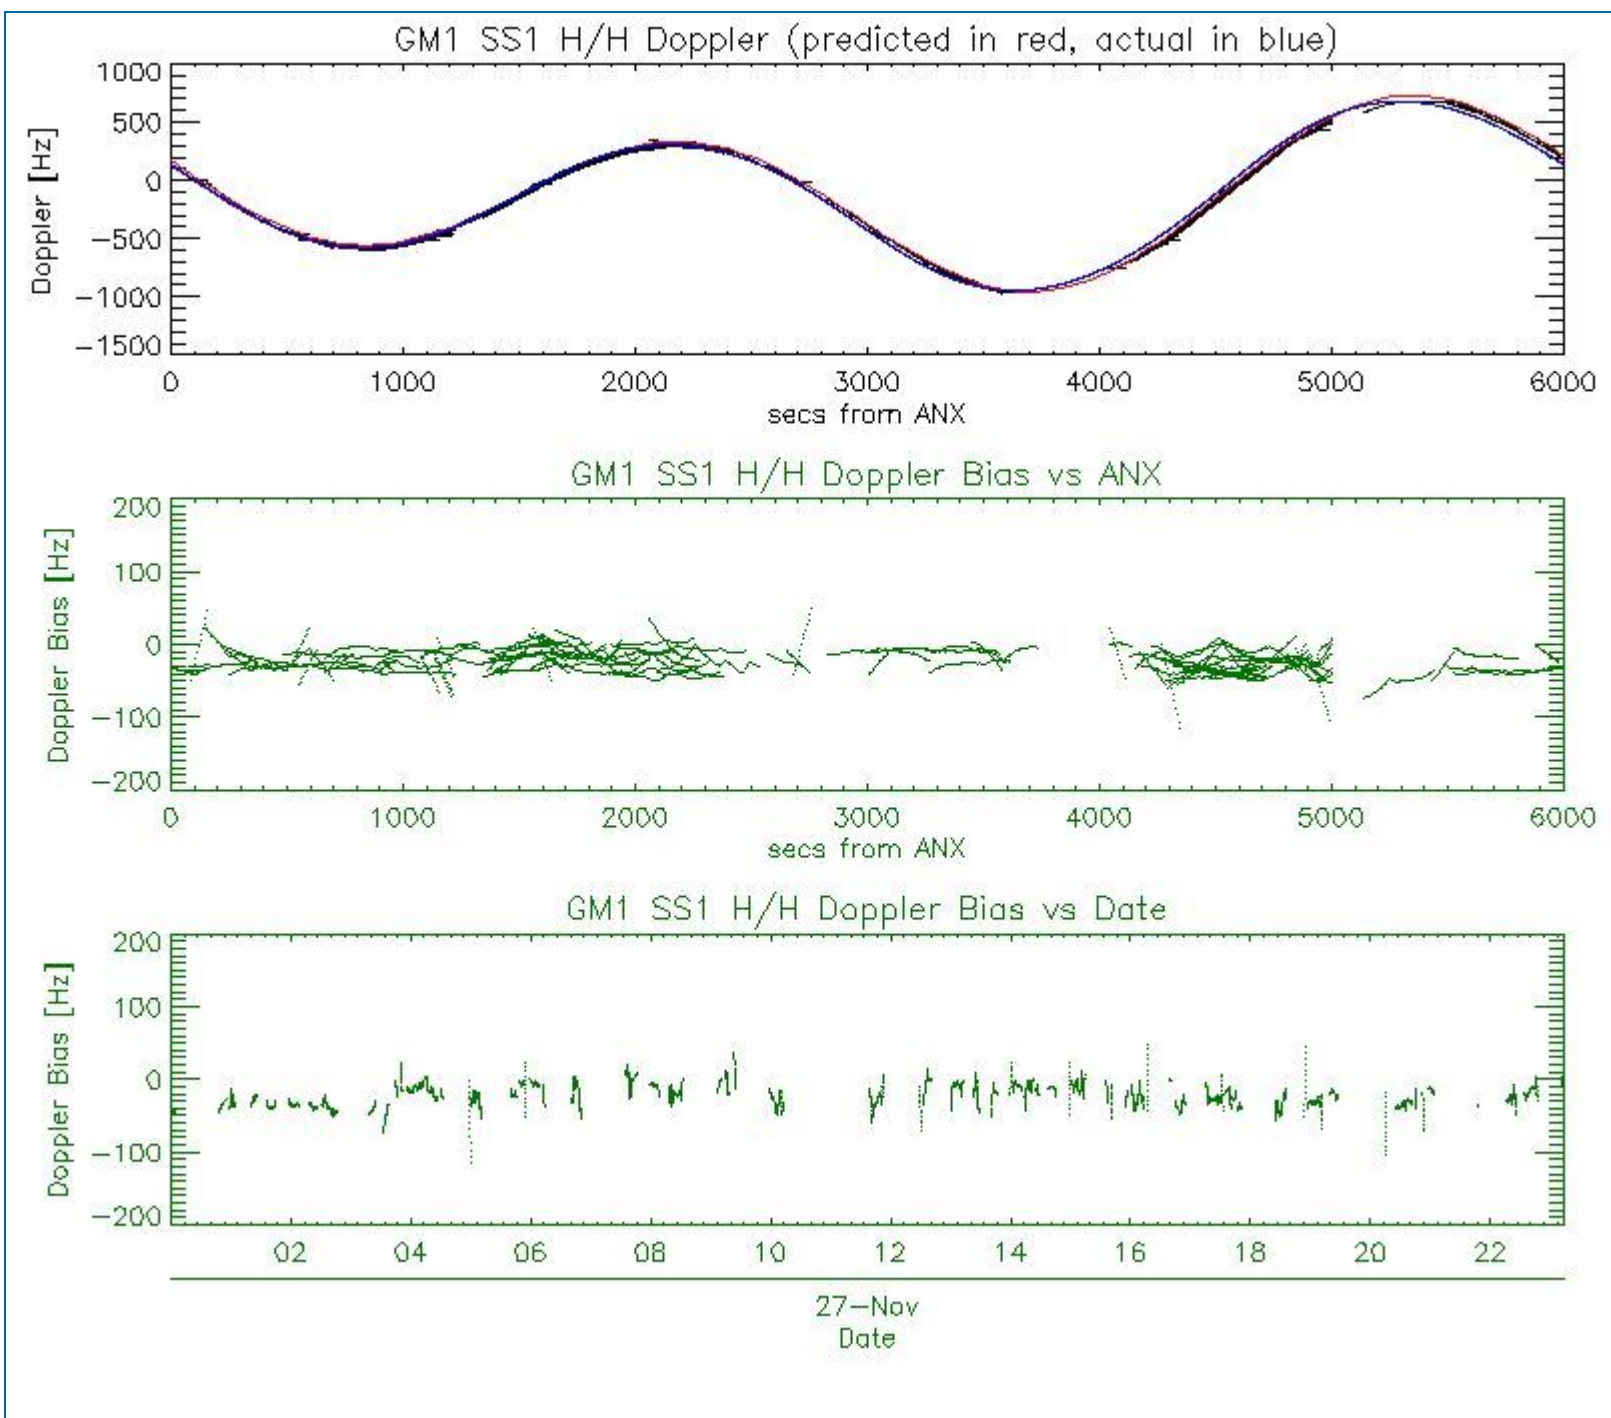 GM1 SS1 H/H Doppler (predicted in red, actual in blue)
1000
500
0
−500
−1000
−1500
Doppler [Hz]
0 1000 2000 3000 4000 5000 6000
secs from ANX
GM1 SS1 H/H Doppler Bias vs ANX
200
100
0
−100
−200
Doppler Bias [Hz]
0 1000 2000 3000 4000 5000 6000
secs from ANX
GM1 SS1 H/H Doppler Bias vs Date
200
100
0
−100
−200
Doppler Bias [Hz]
02 04 06 08 10 12 14 16 18 20 22
27−Nov
Date